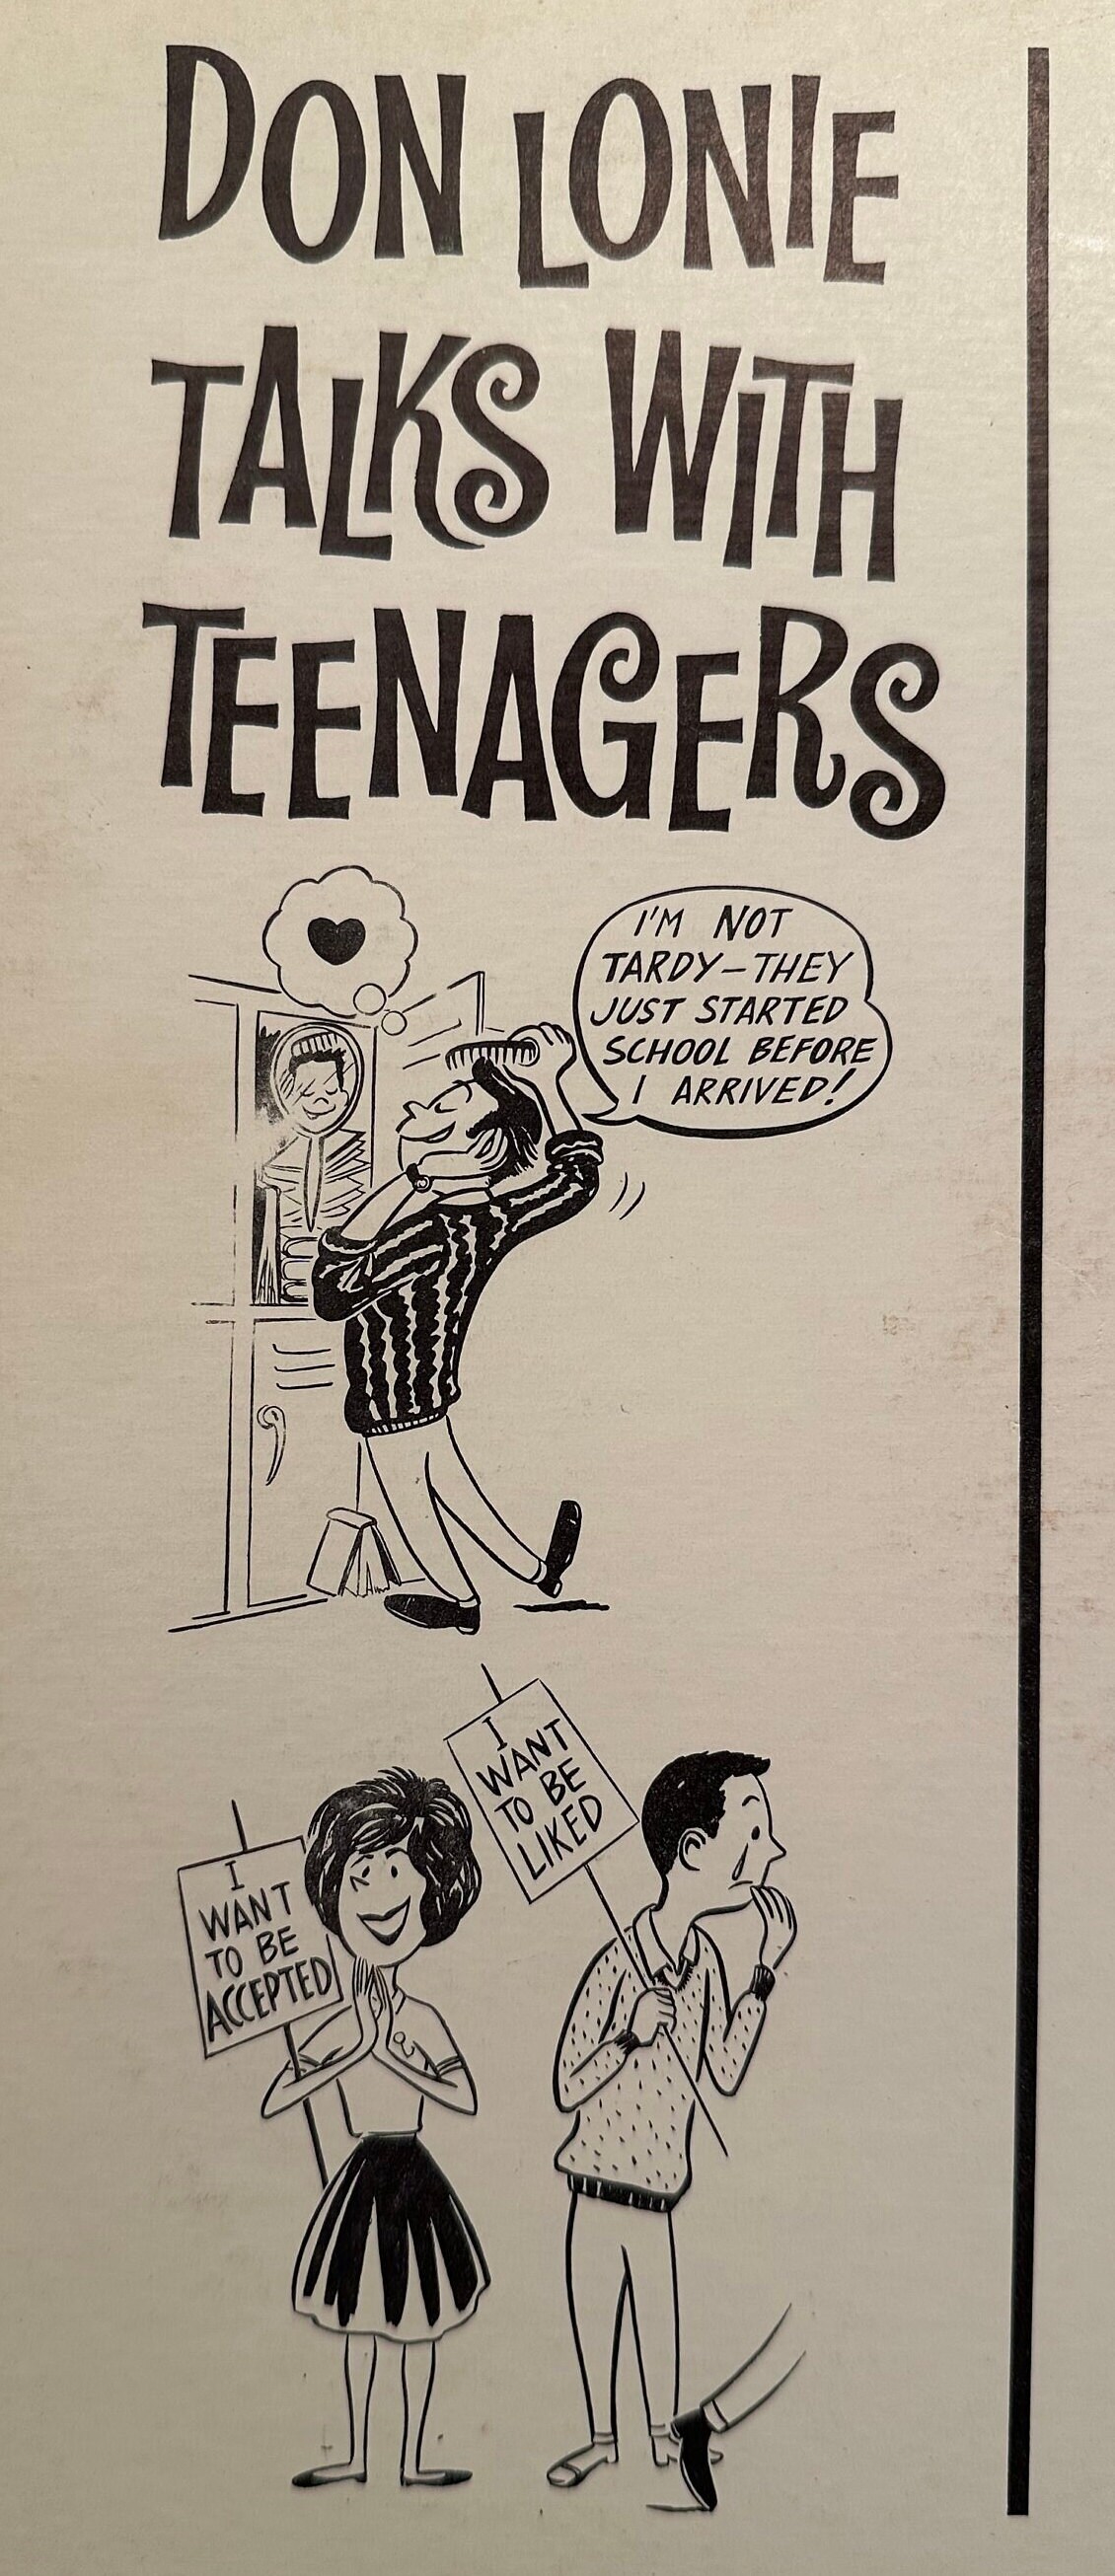 DON LONIE
TALKS WITH
TEENAGERS
I'M NOT
TARDY-THEY
JUST STARTED
SCHOOL BEFORE
I ARRIVED!
I
WANT
TO BE
LIKED
I
WANT
TO BE
ACCEPTED